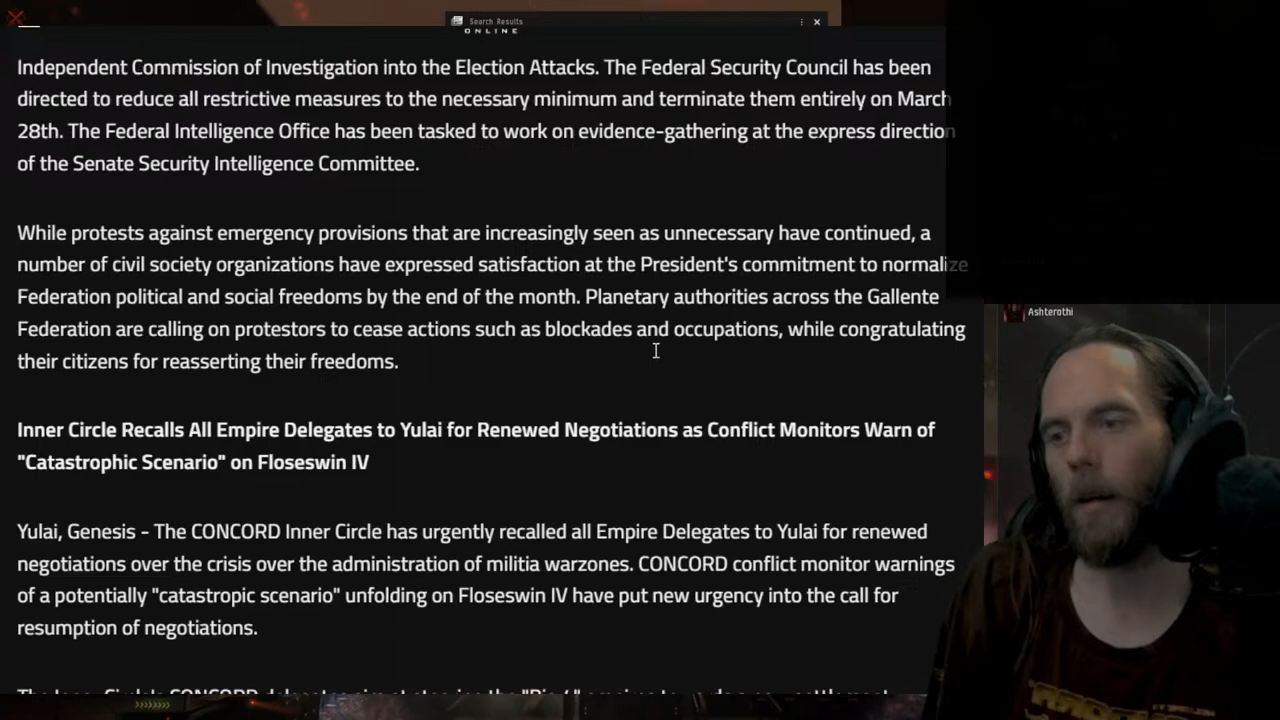 Search Results
ONLINE
Independent Commission of Investigation into the Election Attacks. The Federal Security Council has been
directed to reduce all restrictive measures to the necessary minimum and terminate them entirely on March
28th. The Federal Intelligence Office has been tasked to work on evidence-gathering at the express direction
of the Senate Security Intelligence Committee.
While protests against emergency provisions that are increasingly seen as unnecessary have continued, a
number of civil society organizations have expressed satisfaction at the President's commitment to normalize
Federation political and social freedoms by the end of the month. Planetary authorities across the Gallente
Federation are calling on protestors to cease actions such as blockades and occupations, while congratulating
their citizens for reasserting their freedoms.
Ashterothi
Inner Circle Recalls All Empire Delegates to Yulai for Renewed Negotiations as Conflict Monitors Warn of
"Catastrophic Scenario" on Floseswin IV
Yulai, Genesis - The CONCORD Inner Circle has urgently recalled all Empire Delegates to Yulai for renewed
negotiations over the crisis over the administration of militia warzones. CONCORD conflict monitor warnings
of a potentially "catastropic scenario" unfolding on Floseswin IV have put new urgency into the call for
resumption of negotiations.